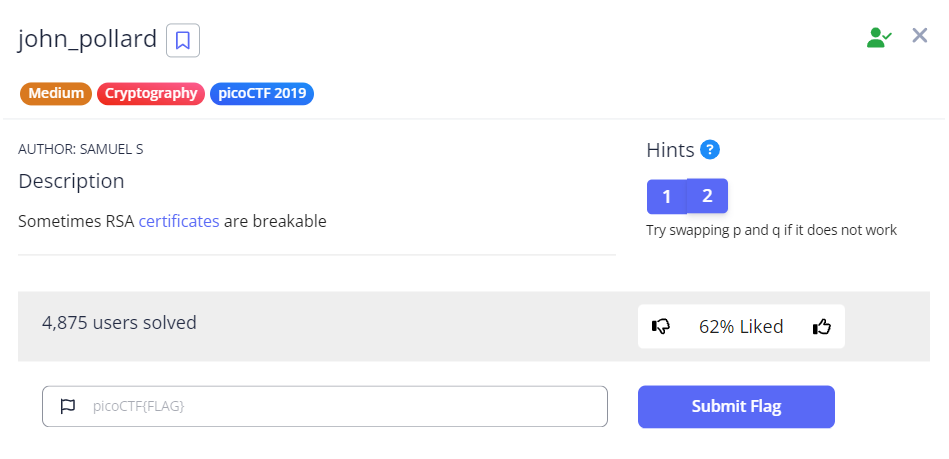 john_pollard
Medium Cryptography picoCTF 2019
AUTHOR: SAMUEL S
Description
Sometimes RSA certificates are breakable
Hints ?
1 2
Try swapping p and q if it does not work
4,875 users solved
62% Liked
picoCTF{FLAG}
Submit Flag